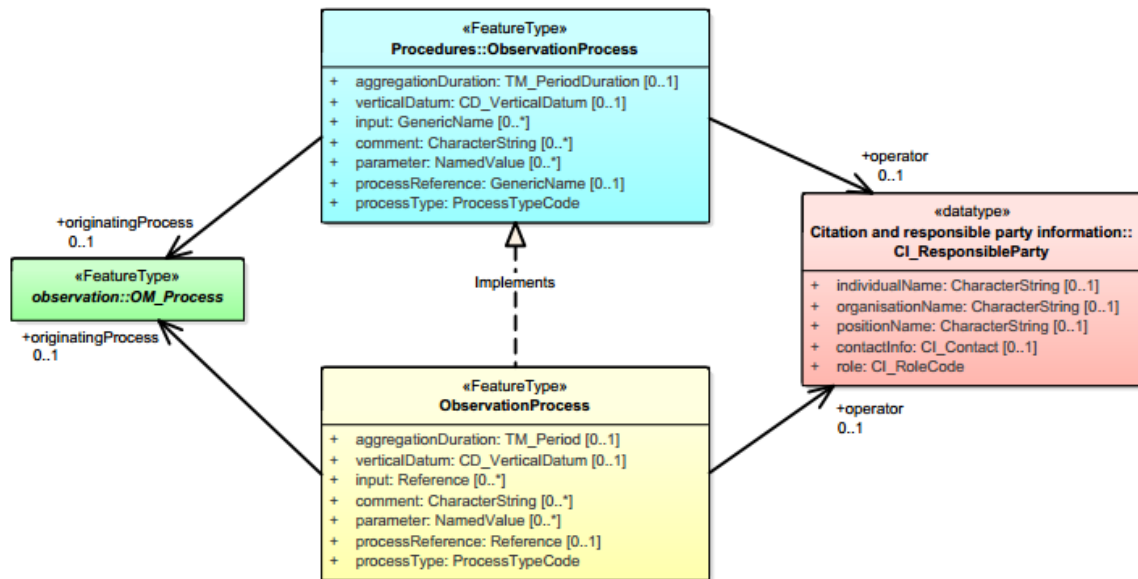 «FeatureType»
Procedures::ObservationProcess
+ aggregationDuration: TM_PeriodDuration [0..1]
+ verticalDatum: CD_VerticalDatum [0..1]
+ input: GenericName [0..*]
+ comment: CharacterString [0..*]
+ parameter: NamedValue [0..*]
+ processReference: GenericName [0..1]
+ processType: ProcessTypeCode
+operator
0..1
«datatype»
Citation and responsible party information::
CI_ResponsibleParty
+ individualName: CharacterString [0..1]
+ organisationName: CharacterString [0..1]
+ positionName: CharacterString [0..1]
+ contactInfo: CI_Contact [0..1]
+ role: CI_RoleCode
+originatingProcess
0..1
«FeatureType»
observation::OM_Process
+originatingProcess
0..1
Implements
«FeatureType»
ObservationProcess
+ aggregationDuration: TM_Period [0..1]
+ verticalDatum: CD_VerticalDatum [0..1]
+ input: Reference [0..*]
+ comment: CharacterString [0..*]
+ parameter: NamedValue [0..*]
+ processReference: Reference [0..1]
+ processType: ProcessTypeCode
+operator
0..1